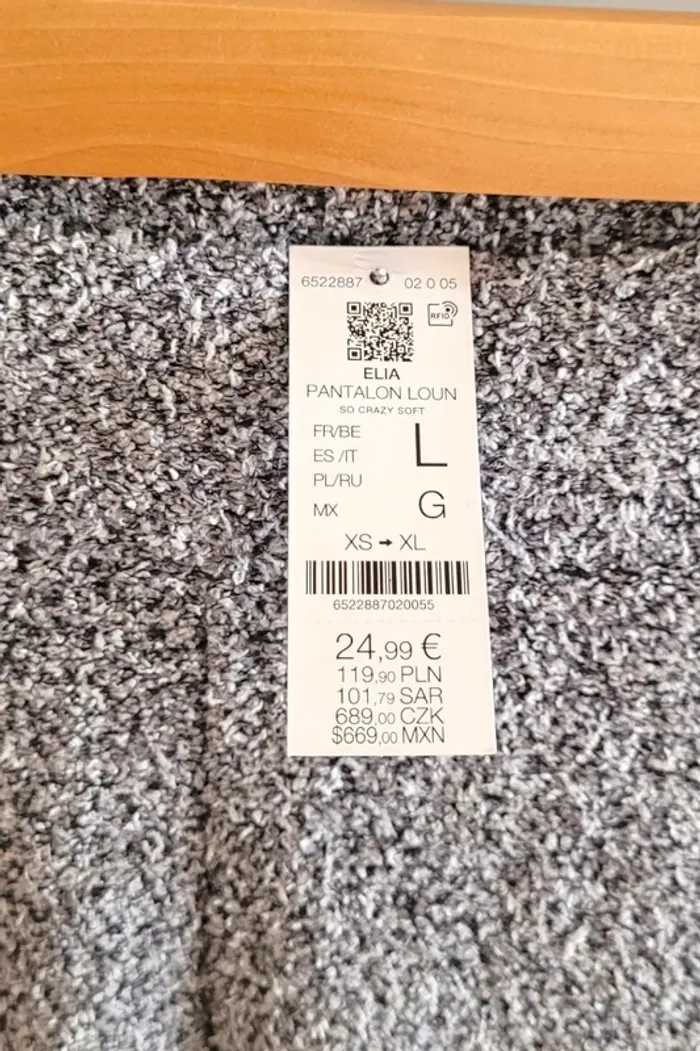 6522887 02 0 05
RFID
ELIA
PANTALON LOUN
SO CRAZY SOFT
FR/BE
ES /IT
PL/RU
L
MX G
XS → XL
6522887020055
24,99 €
119,90 PLN
101,79 SAR
689,00 CZK
$669,00 MXN